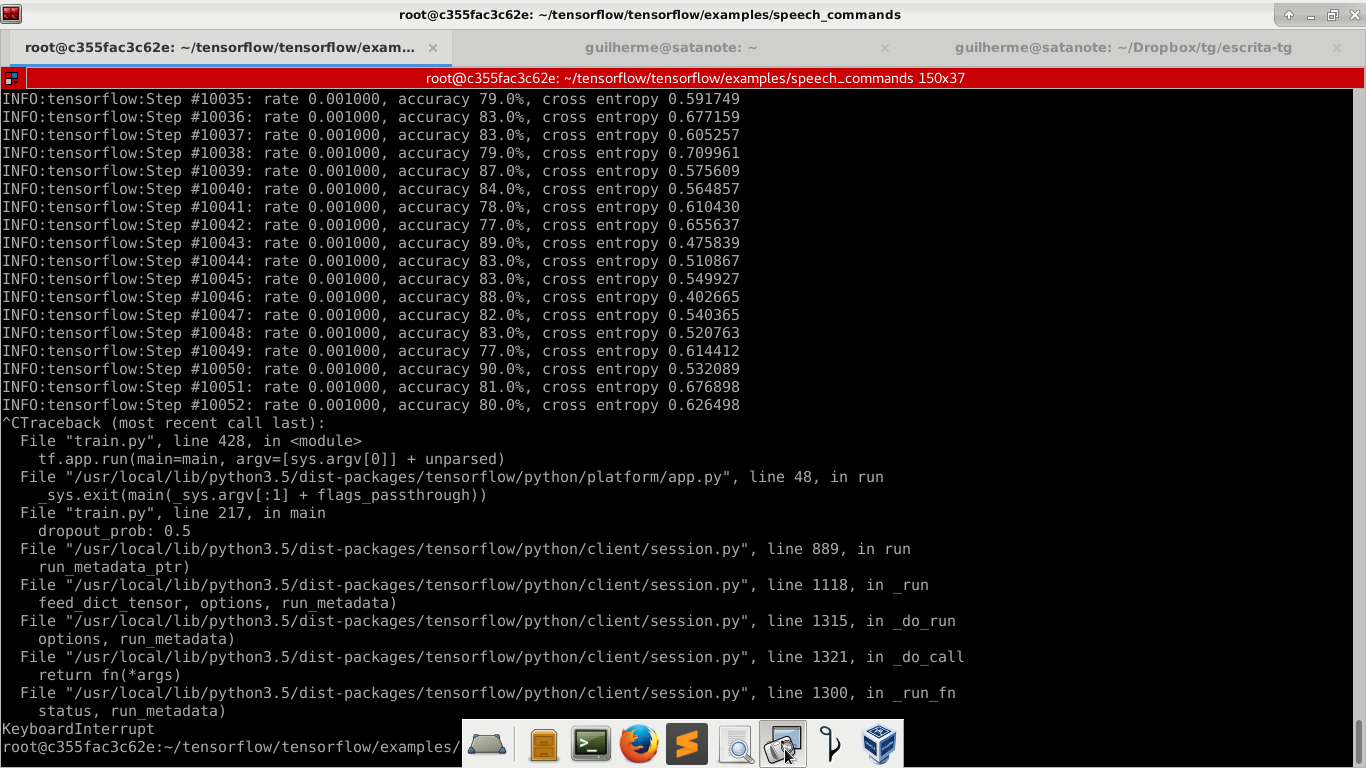 root@c355fac3c62e: ~/tensorflow/tensorflow/examples/speech_commands
root@c355fac3c62e: ~/tensorflow/tensorflow/exam...
guilherme@satanote: ~
guilherme@satanote: ~/Dropbox/tg/escrita-tg
root@c355fac3c62e: ~/tensorflow/tensorflow/examples/speech_commands 150x37
INFO:tensorflow:Step #10035: rate 0.001000, accuracy 79.0%, cross entropy 0.591749
INFO:tensorflow:Step #10036: rate 0.001000, accuracy 83.0%, cross entropy 0.677159
INFO:tensorflow:Step #10037: rate 0.001000, accuracy 83.0%, cross entropy 0.605257
INFO:tensorflow:Step #10038: rate 0.001000, accuracy 79.0%, cross entropy 0.709961
INFO:tensorflow:Step #10039: rate 0.001000, accuracy 87.0%, cross entropy 0.575609
INFO:tensorflow:Step #10040: rate 0.001000, accuracy 84.0%, cross entropy 0.564857
INFO:tensorflow:Step #10041: rate 0.001000, accuracy 78.0%, cross entropy 0.610430
INFO:tensorflow:Step #10042: rate 0.001000, accuracy 77.0%, cross entropy 0.655637
INFO:tensorflow:Step #10043: rate 0.001000, accuracy 89.0%, cross entropy 0.475839
INFO:tensorflow:Step #10044: rate 0.001000, accuracy 83.0%, cross entropy 0.510867
INFO:tensorflow:Step #10045: rate 0.001000, accuracy 83.0%, cross entropy 0.549927
INFO:tensorflow:Step #10046: rate 0.001000, accuracy 88.0%, cross entropy 0.402665
INFO:tensorflow:Step #10047: rate 0.001000, accuracy 82.0%, cross entropy 0.540365
INFO:tensorflow:Step #10048: rate 0.001000, accuracy 83.0%, cross entropy 0.520763
INFO:tensorflow:Step #10049: rate 0.001000, accuracy 77.0%, cross entropy 0.614412
INFO:tensorflow:Step #10050: rate 0.001000, accuracy 90.0%, cross entropy 0.532089
INFO:tensorflow:Step #10051: rate 0.001000, accuracy 81.0%, cross entropy 0.676898
INFO:tensorflow:Step #10052: rate 0.001000, accuracy 80.0%, cross entropy 0.626498
^CTraceback (most recent call last):
  File "train.py", line 428, in <module>
    tf.app.run(main=main, argv=[sys.argv[0]] + unparsed)
  File "/usr/local/lib/python3.5/dist-packages/tensorflow/python/platform/app.py", line 48, in run
    _sys.exit(main(_sys.argv[:1] + flags_passthrough))
  File "train.py", line 217, in main
    dropout_prob: 0.5
  File "/usr/local/lib/python3.5/dist-packages/tensorflow/python/client/session.py", line 889, in run
    run_metadata_ptr)
  File "/usr/local/lib/python3.5/dist-packages/tensorflow/python/client/session.py", line 1118, in _run
    feed_dict_tensor, options, run_metadata)
  File "/usr/local/lib/python3.5/dist-packages/tensorflow/python/client/session.py", line 1315, in _do_run
    options, run_metadata)
  File "/usr/local/lib/python3.5/dist-packages/tensorflow/python/client/session.py", line 1321, in _do_call
    return fn(*args)
  File "/usr/local/lib/python3.5/dist-packages/tensorflow/python/client/session.py", line 1300, in _run_fn
    status, run_metadata)
KeyboardInterrupt
root@c355fac3c62e:~/tensorflow/tensorflow/examples/